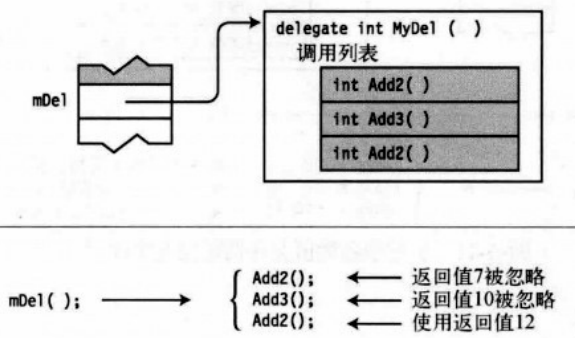 delegate int MyDel ( )
调用列表
mDel
int Add2( )
int Add3( )
int Add2( )
mDel( );
Add2(); 返回值7被忽略
Add3(); 返回值10被忽略
Add2(); 使用返回值12